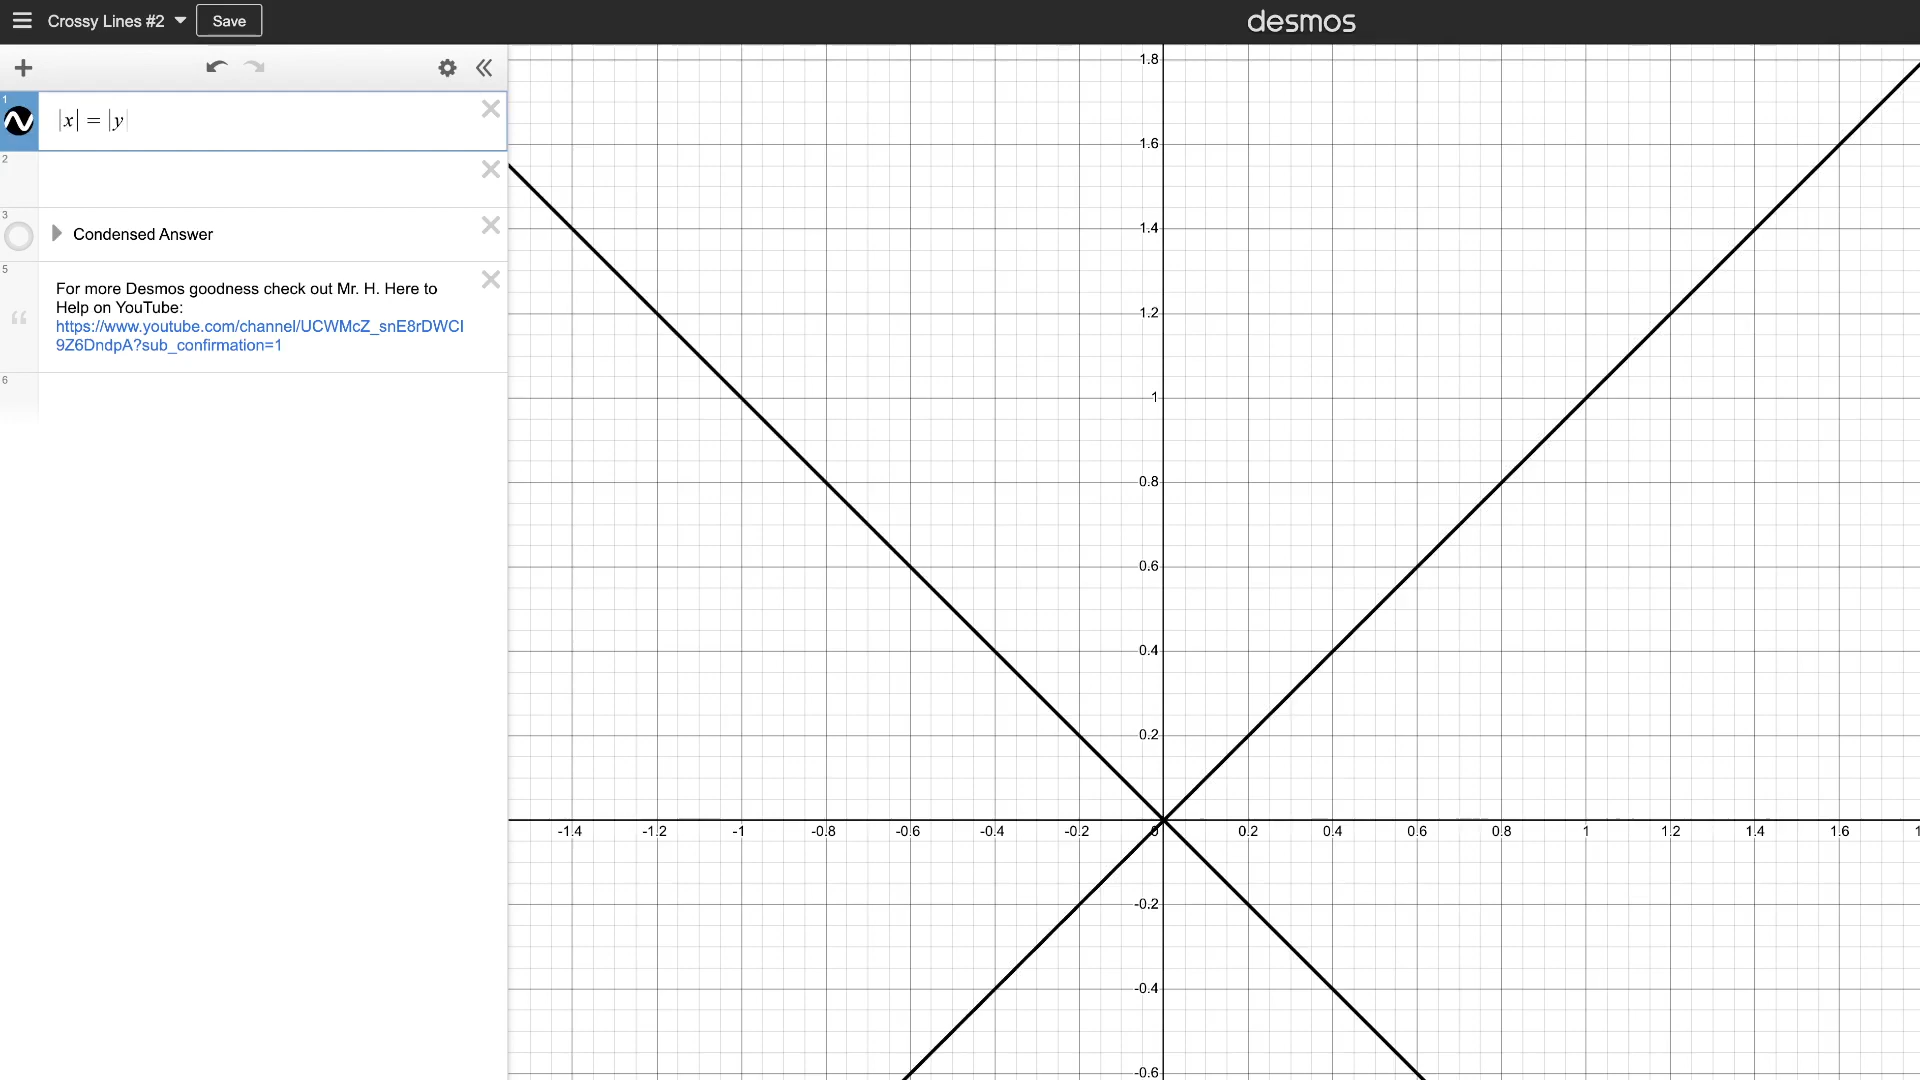 Crossy Lines #2
Save
desmos
1
|x| = |y|
2
3
Condensed Answer
5
For more Desmos goodness check out Mr. H. Here to
Help on YouTube:
https://www.youtube.com/channel/UCWMcZ_snE8rDWCI
9Z6DndpA?sub_confirmation=1
6
1.8
1.6
1.4
1.2
1
0.8
0.6
0.4
0.2
-1.4 -1.2 -1 -0.8 -0.6 -0.4 -0.2 0 0.2 0.4 0.6 0.8 1 1.2 1.4 1.6
-0.2
-0.4
-0.6